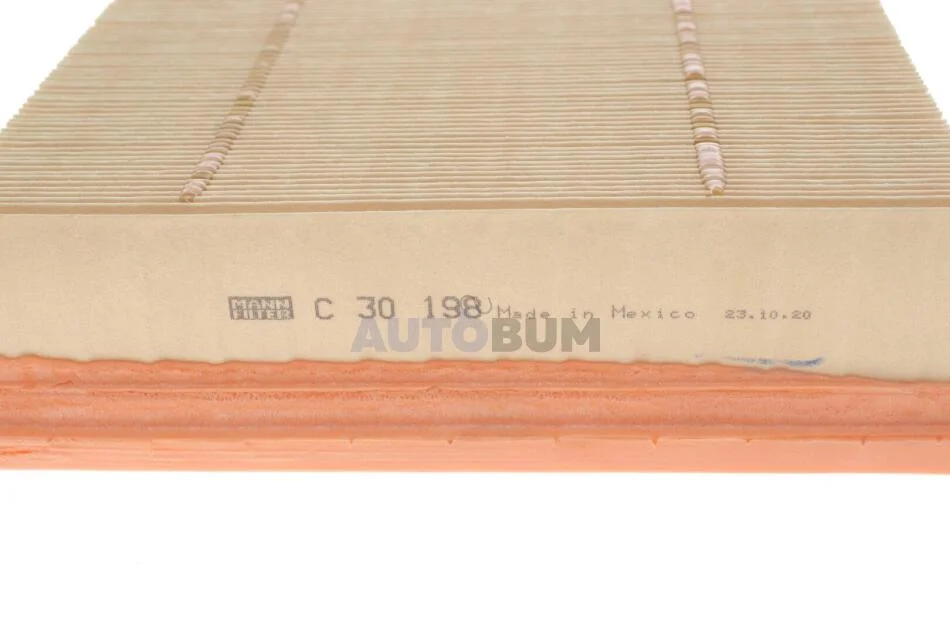 MANN
FILTER
C 30 198 Made in Mexico 23.10.20
AUTOBUM